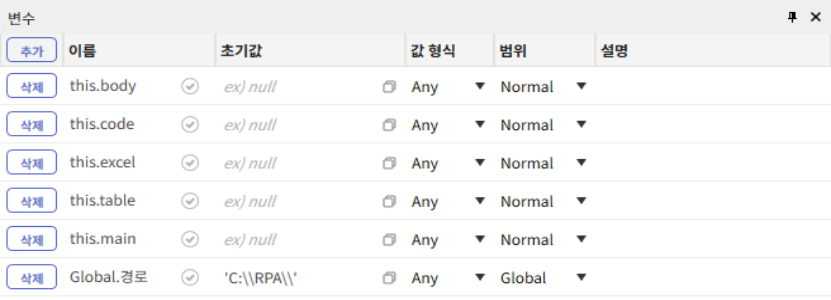 변수
추가 이름 초기값 값 형식 범위 설명
삭제 this.body ex) null Any Normal
삭제 this.code ex) null Any Normal
삭제 this.excel ex) null Any Normal
삭제 this.table ex) null Any Normal
삭제 this.main ex) null Any Normal
삭제 Global.경로 'C:\\RPA\\' Any Global